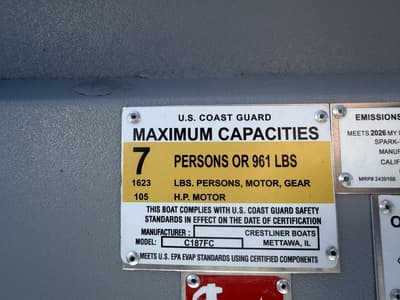 U.S. COAST GUARD
MAXIMUM CAPACITIES
7 PERSONS OR 961 LBS
1623 LBS. PERSONS, MOTOR, GEAR
105 H.P. MOTOR
THIS BOAT COMPLIES WITH U.S. COAST GUARD SAFETY
STANDARDS IN EFFECT ON THE DATE OF CERTIFICATION
MANUFACTURER : CRESTLINER BOATS
MODEL: C187FC METTAWA, IL
MEETS U.S. EPA EVAP STANDARDS USING CERTIFIED COMPONENTS
EMISSIONS
MEETS 2026 MY
SPARK-
MANUF
CALIF
MRP#